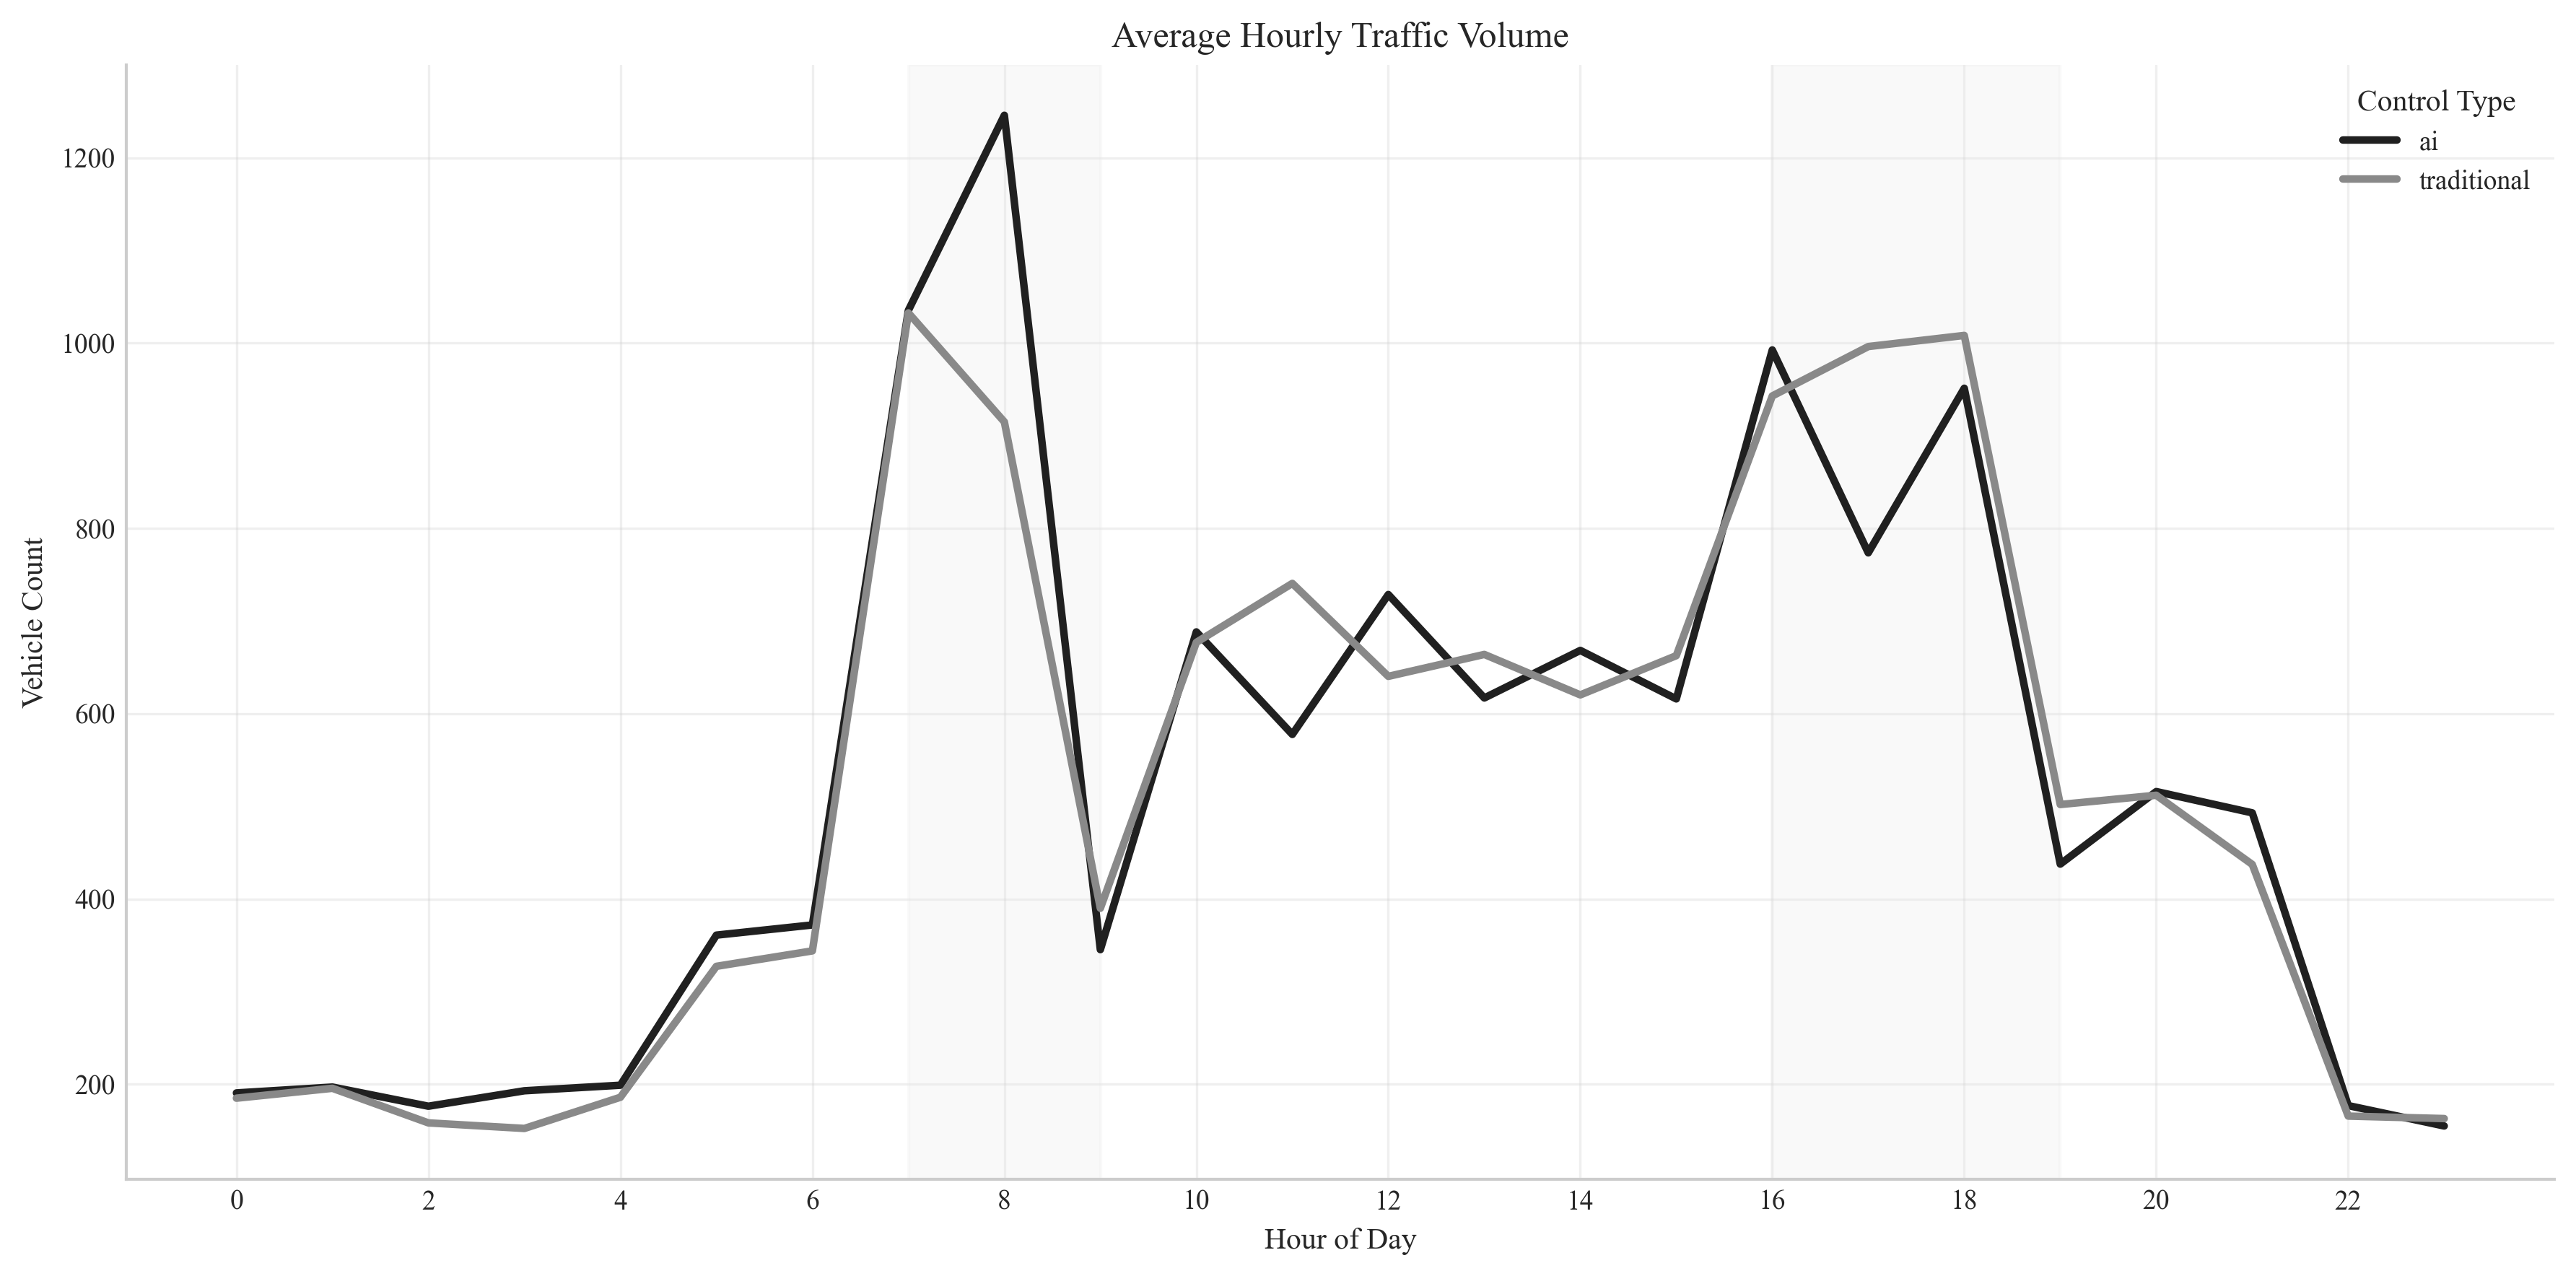 Average Hourly Traffic Volume
Control Type
ai
traditional
1200
1000
800
600
400
200
Vehicle Count
0 2 4 6 8 10 12 14 16 18 20 22
Hour of Day